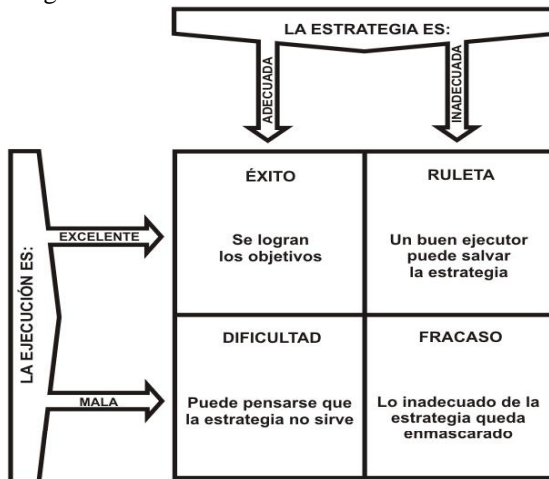 LA ESTRATEGIA ES:
ADECUADA
INADECUADA
LA EJECUCIÓN ES:
EXCELENTE
ÉXITO
Se logran
los objetivos
RULETA
Un buen ejecutor
puede salvar
la estrategia
MALA
DIFICULTAD
Puede pensarse que
la estrategia no sirve
FRACASO
Lo inadecuado de la
estrategia queda
enmascarado